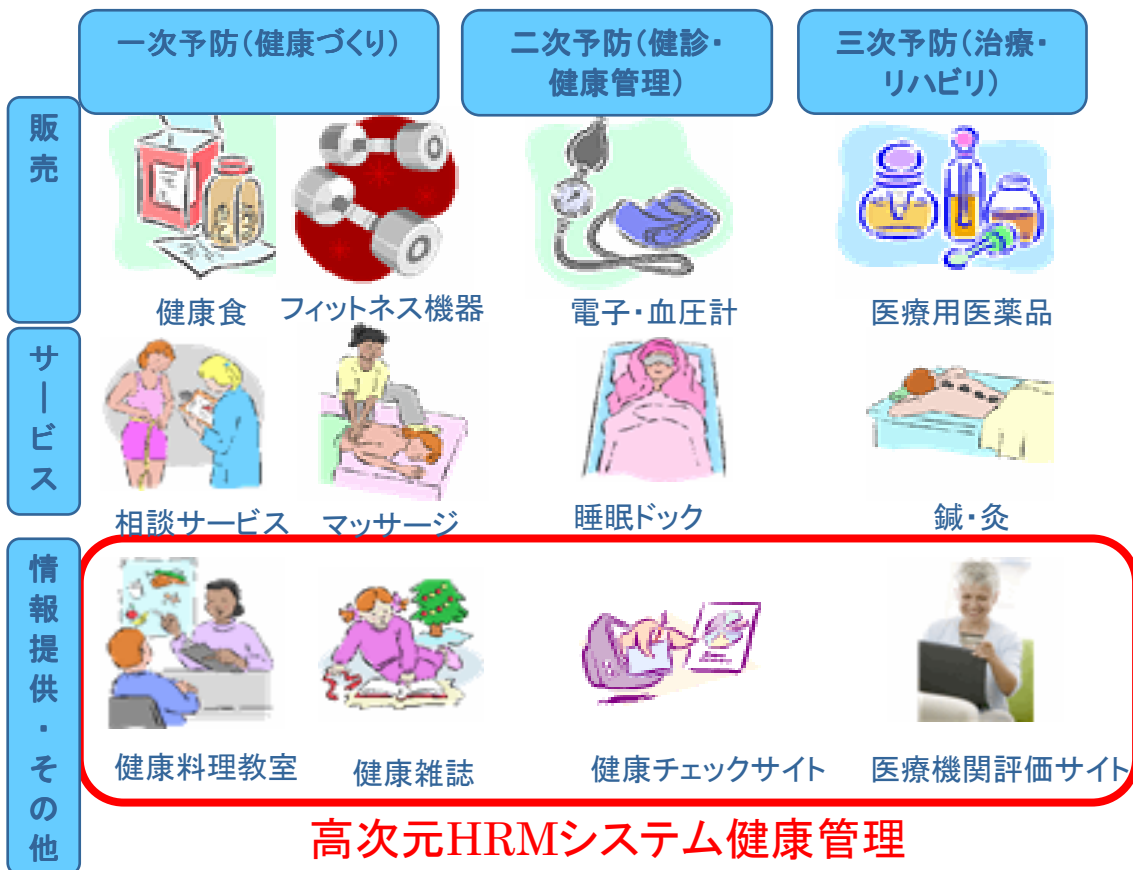 一次予防(健康づくり)
二次予防(健診・
健康管理)
三次予防(治療・
リハビリ)
販売
健康食
フィットネス機器
電子・血圧計
医療用医薬品
サービス
相談サービス
マッサージ
睡眠ドック
鍼・灸
情報提供・その他
健康料理教室
健康雑誌
健康チェックサイト
医療機関評価サイト
高次元HRMシステム健康管理